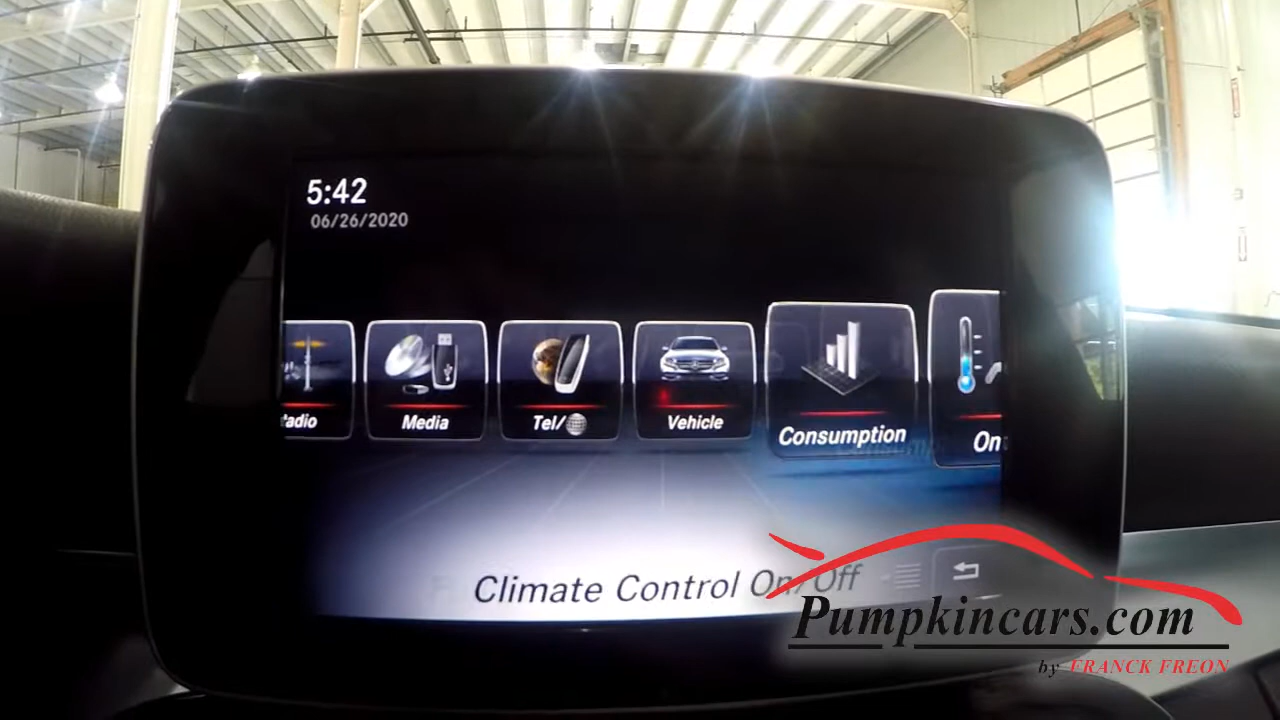 5:42
06/26/2020
adio
Media
Tel/
Vehicle
Consumption
On
Climate Control On/Off
Pumpkincars.com
by FRANCK FREON